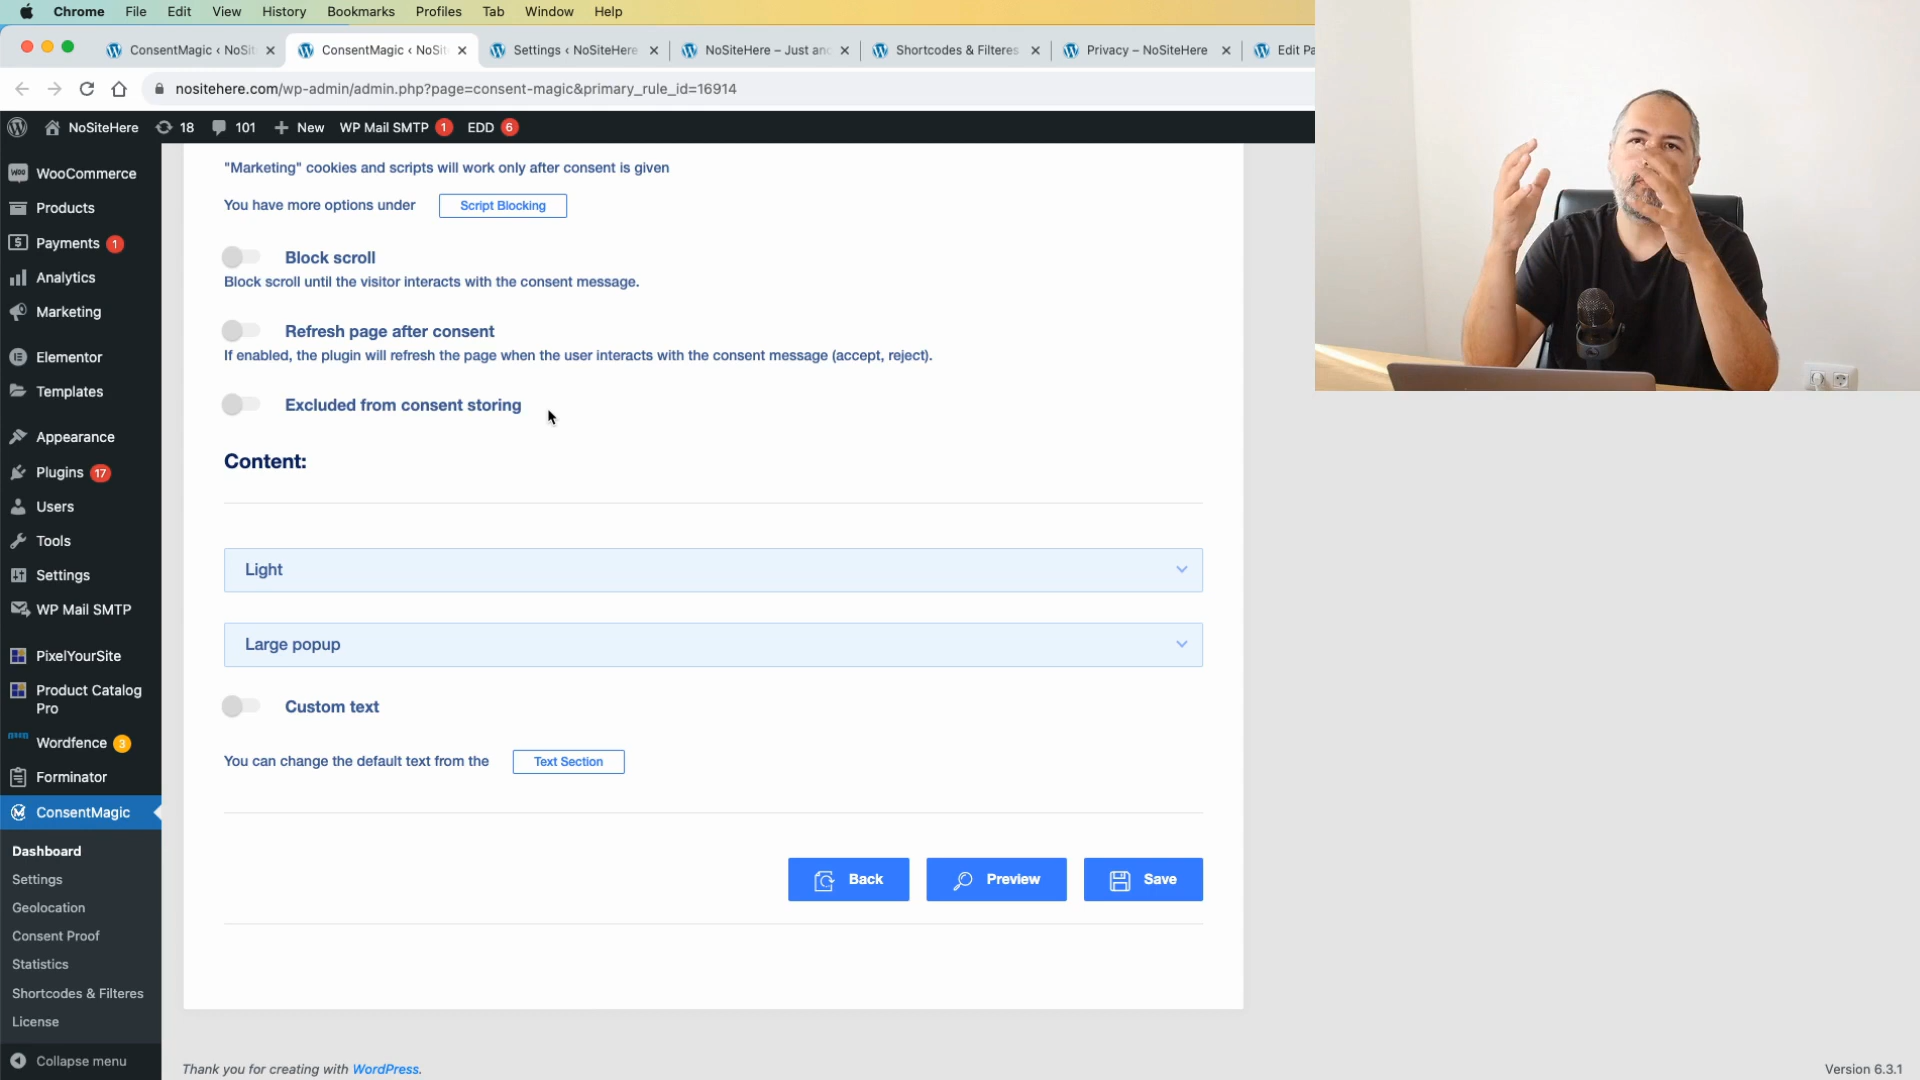 Chrome File Edit View History Bookmarks Profiles Tab Window Help
ConsentMagic ‹ NoSit
ConsentMagic ‹ NoSit
Settings ‹ NoSiteHere
NoSiteHere – Just an
Shortcodes & Filteres
Privacy – NoSiteHere
Edit Pa
nositehere.com/wp-admin/admin.php?page=consent-magic&primary_rule_id=16914
NoSiteHere 18 101 New WP Mail SMTP 1 EDD 6
WooCommerce
Products
Payments 1
Analytics
Marketing
Elementor
Templates
Appearance
Plugins 17
Users
Tools
Settings
WP Mail SMTP
PixelYourSite
Product Catalog
Pro
Wordfence 3
Forminator
ConsentMagic
Dashboard
Settings
Geolocation
Consent Proof
Statistics
Shortcodes & Filteres
License
Collapse menu
"Marketing" cookies and scripts will work only after consent is given
You have more options under Script Blocking
Block scroll
Block scroll until the visitor interacts with the consent message.
Refresh page after consent
If enabled, the plugin will refresh the page when the user interacts with the consent message (accept, reject).
Excluded from consent storing
Content:
Light
Large popup
Custom text
You can change the default text from the Text Section
Back Preview Save
Thank you for creating with WordPress.
Version 6.3.1